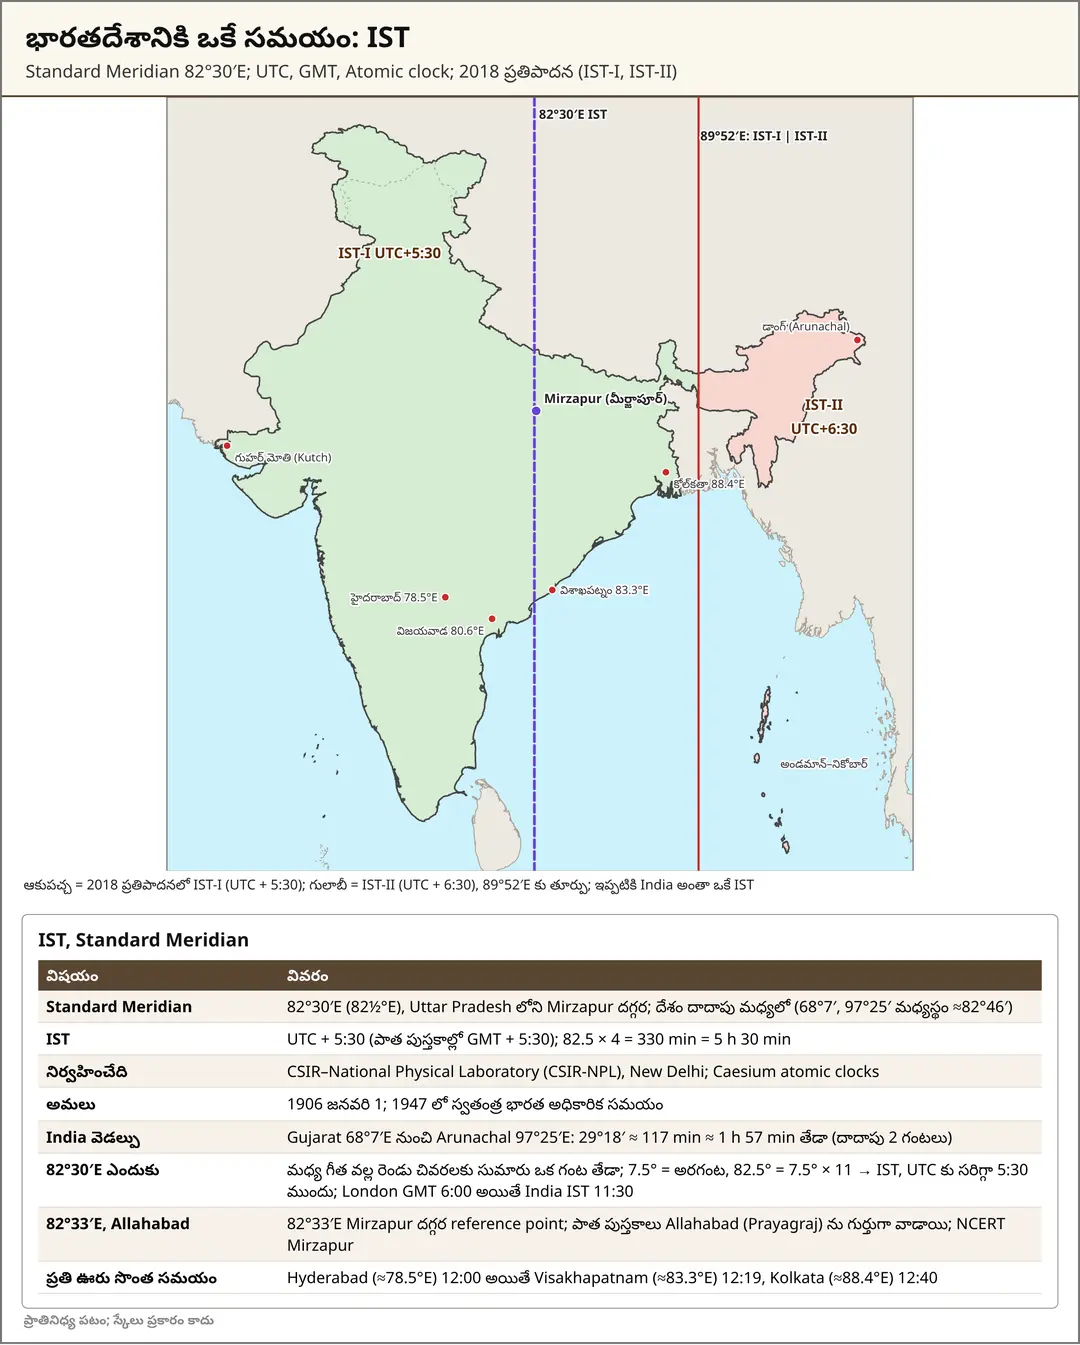 భారతదేశానికి ఒకే సమయం: IST
Standard Meridian 82°30′E; UTC, GMT, Atomic clock; 2018 ప్రతిపాదన (IST-I, IST-II)
82°30′E IST
89°52′E: IST-I | IST-II
IST-I UTC+5:30
డాంగ్ (Arunachal)
Mirzapur (మీర్జాపూర్)
IST-II
UTC+6:30
గుహర్ మోతి (Kutch)
కోల్‌కతా 88.4°E
విశాఖపట్నం 83.3°E
హైదరాబాద్ 78.5°E
విజయవాడ 80.6°E
అండమాన్–నికోబార్
ఆకుపచ్చ = 2018 ప్రతిపాదనలో IST-I (UTC + 5:30); గులాబీ = IST-II (UTC + 6:30), 89°52′E కు తూర్పు; ఇప్పటికి India అంతా ఒకే IST
IST, Standard Meridian
విషయం వివరం
Standard Meridian 82°30′E (82½°E), Uttar Pradesh లోని Mirzapur దగ్గర; దేశం దాదాపు మధ్యలో (68°7′, 97°25′ మధ్యస్థం ≈82°46′)
IST UTC + 5:30 (పాత పుస్తకాల్లో GMT + 5:30); 82.5 × 4 = 330 min = 5 h 30 min
నిర్వహించేది CSIR–National Physical Laboratory (CSIR-NPL), New Delhi; Caesium atomic clocks
అమలు 1906 జనవరి 1; 1947 లో స్వతంత్ర భారత అధికారిక సమయం
India వెడల్పు Gujarat 68°7′E నుంచి Arunachal 97°25′E: 29°18′ ≈ 117 min ≈ 1 h 57 min తేడా (దాదాపు 2 గంటలు)
82°30′E ఎందుకు మధ్య గీత వల్ల రెండు చివరలకు సుమారు ఒక గంట తేడా; 7.5° = అరగంట, 82.5° = 7.5° × 11 → IST, UTC కు సరిగ్గా 5:30
ముందు; London GMT 6:00 అయితే India IST 11:30
82°33′E, Allahabad 82°33′E Mirzapur దగ్గర reference point; పాత పుస్తకాలు Allahabad (Prayagraj) ను గుర్తుగా వాడాయి; NCERT
Mirzapur
ప్రతి ఊరు సొంత సమయం Hyderabad (≈78.5°E) 12:00 అయితే Visakhapatnam (≈83.3°E) 12:19, Kolkata (≈88.4°E) 12:40
ప్రాతినిధ్య పటం; స్కేలు ప్రకారం కాదు